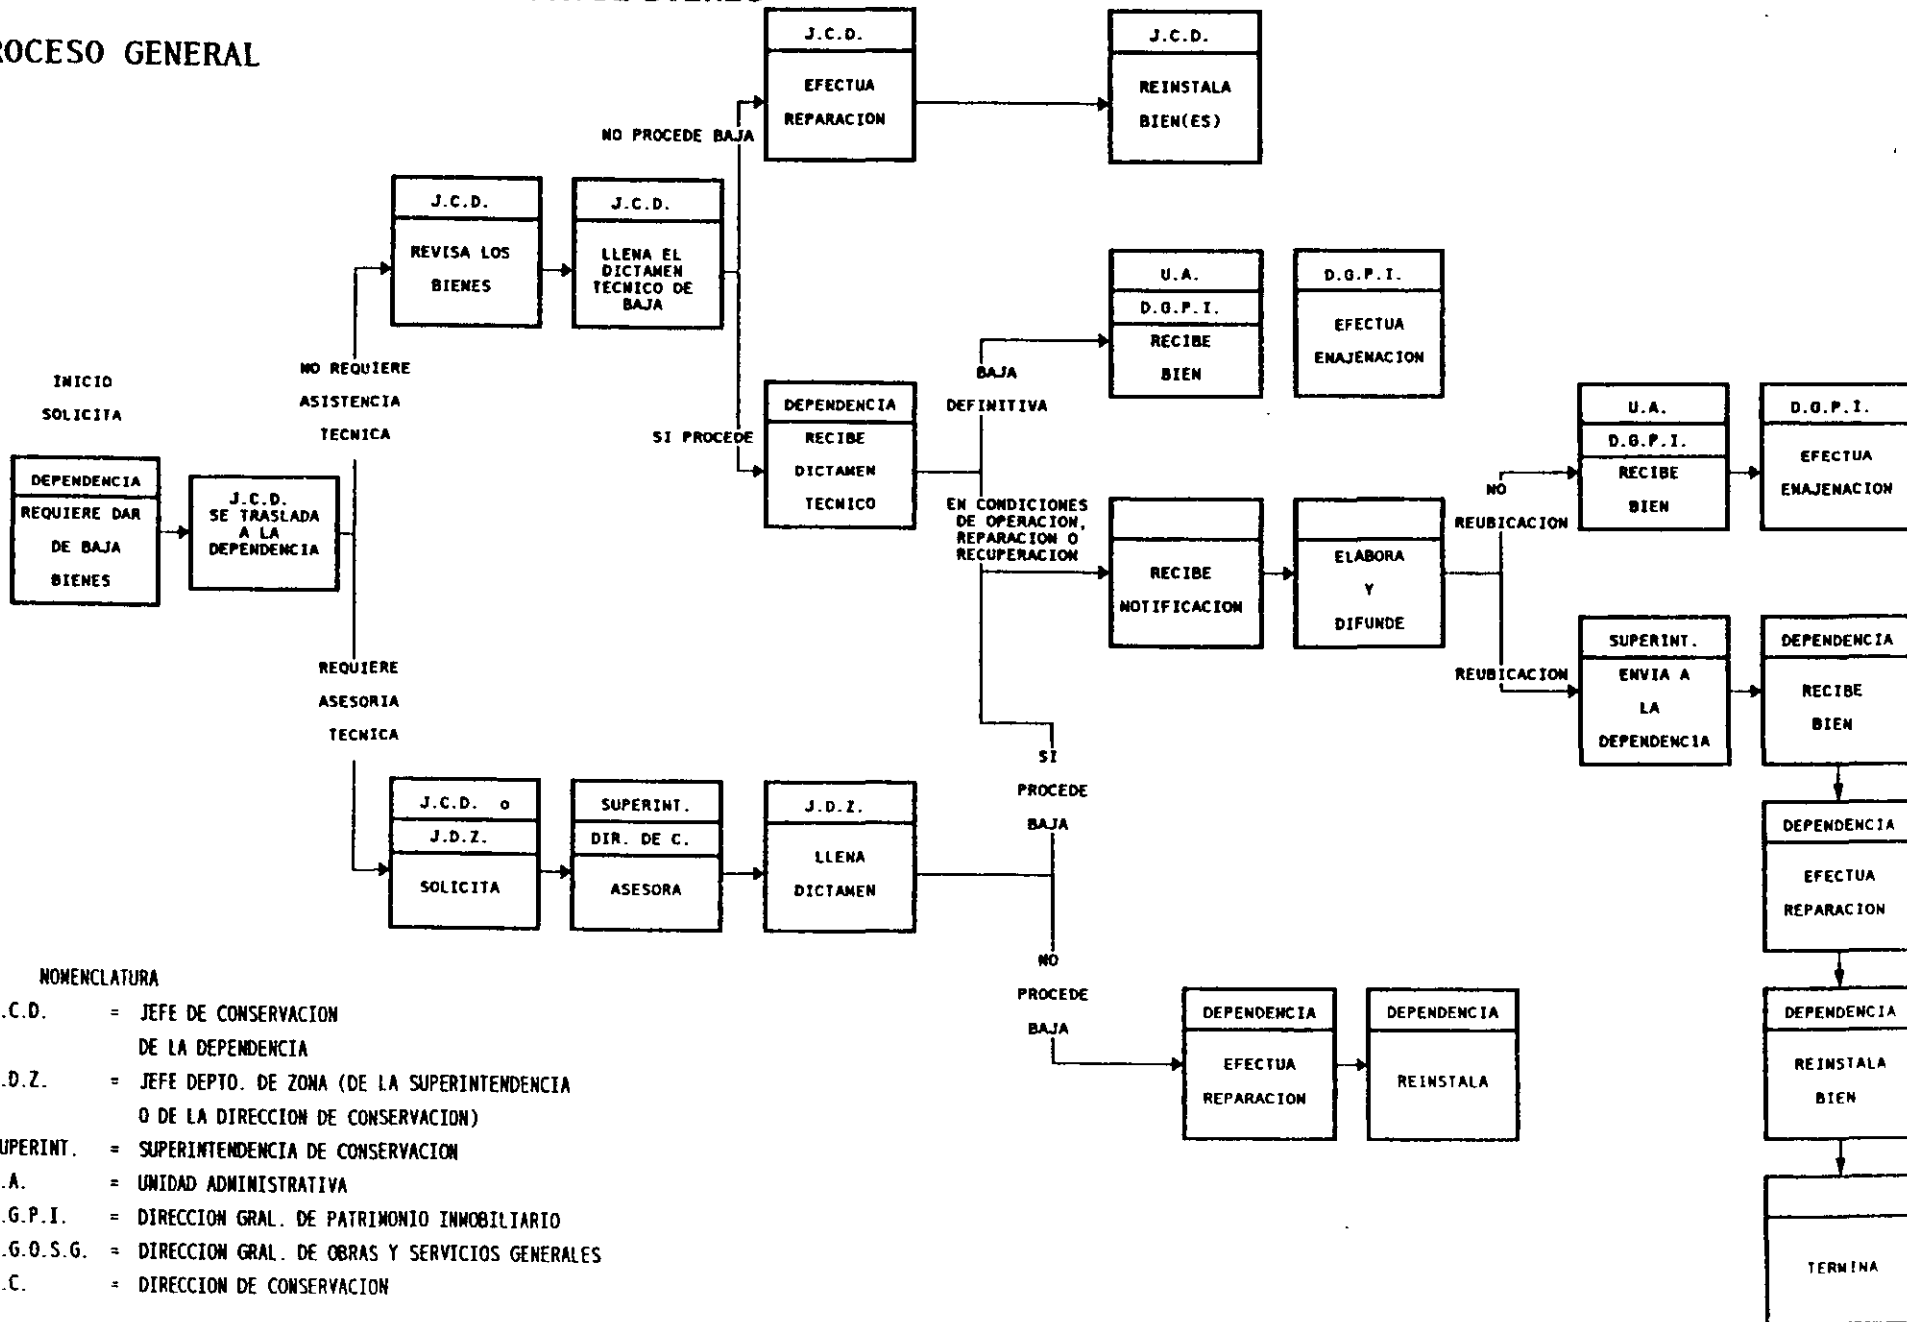 ROCESO GENERAL
J.C.D.
EFECTUA
REPARACION
J.C.D.
REINSTALA
BIEN(ES)
NO PROCEDE BAJA
J.C.D.
REVISA LOS
BIENES
J.C.D.
LLENA EL
DICTAMEN
TECNICO DE
BAJA
U.A.
D.G.P.I.
RECIBE
BIEN
D.G.P.I.
EFECTUA
ENAJENACION
INICIO
SOLICITA
NO REQUIERE
ASISTENCIA
TECNICA
SI PROCEDE
DEPENDENCIA
RECIBE
DICTAMEN
TECNICO
BAJA
DEFINITIVA
U.A.
D.G.P.I.
RECIBE
BIEN
D.G.P.I.
EFECTUA
ENAJENACION
DEPENDENCIA
REQUIERE DAR
DE BAJA
BIENES
J.C.D.
SE TRASLADA
A LA
DEPENDENCIA
EN CONDICIONES
DE OPERACION,
REPARACION O
RECUPERACION
RECIBE
NOTIFICACION
ELABORA
Y
DIFUNDE
NO
REUBICACION
REUBICACION
SUPERINT.
ENVIA A
LA
DEPENDENCIA
DEPENDENCIA
RECIBE
BIEN
REQUIERE
ASESORIA
TECNICA
SI
PROCEDE
BAJA
J.C.D. o
J.D.Z.
SOLICITA
SUPERINT.
DIR. DE C.
ASESORA
J.D.Z.
LLENA
DICTAMEN
DEPENDENCIA
EFECTUA
REPARACION
NO
PROCEDE
BAJA
DEPENDENCIA
EFECTUA
REPARACION
DEPENDENCIA
REINSTALA
DEPENDENCIA
REINSTALA
BIEN
TERMINA
NOMENCLATURA
.C.D. = JEFE DE CONSERVACION
DE LA DEPENDENCIA
.D.Z. = JEFE DEPTO. DE ZONA (DE LA SUPERINTENDENCIA
O DE LA DIRECCION DE CONSERVACION)
UPERINT. = SUPERINTENDENCIA DE CONSERVACION
.A. = UNIDAD ADMINISTRATIVA
.G.P.I. = DIRECCION GRAL. DE PATRIMONIO INMOBILIARIO
.G.O.S.G. = DIRECCION GRAL. DE OBRAS Y SERVICIOS GENERALES
.C. = DIRECCION DE CONSERVACION